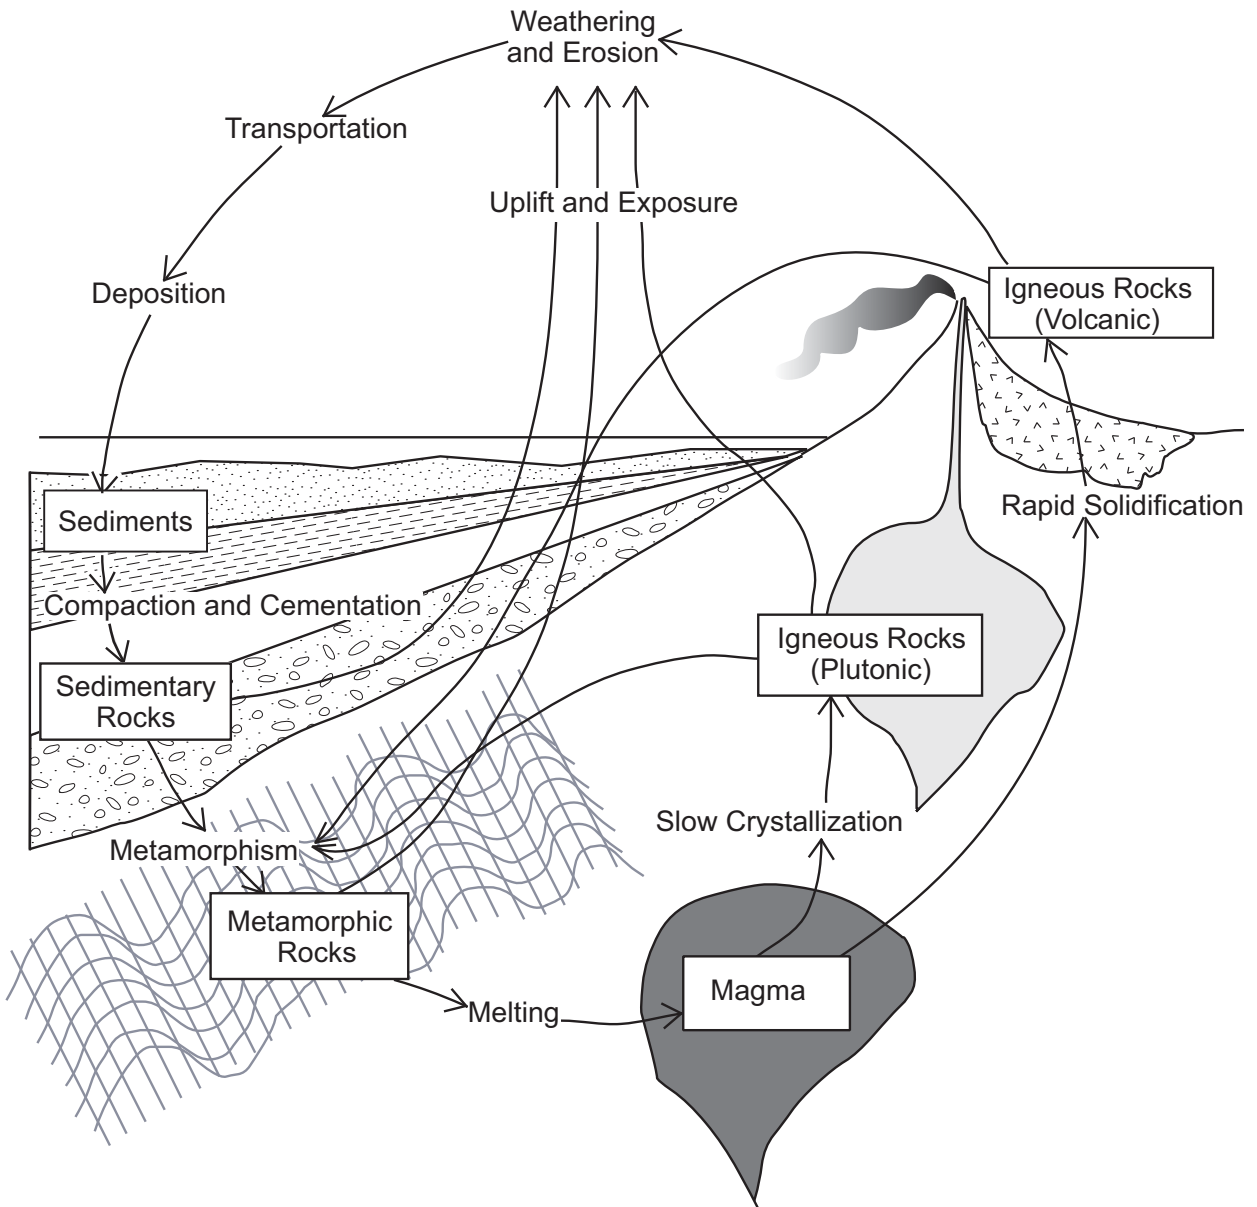 Weathering
and Erosion
Transportation
Uplift and Exposure
Deposition
Igneous Rocks
(Volcanic)
Sediments
Rapid Solidification
Compaction and Cementation
Igneous Rocks
(Plutonic)
Sedimentary
Rocks
Slow Crystallization
Metamorphism
Metamorphic
Rocks
Magma
Melting